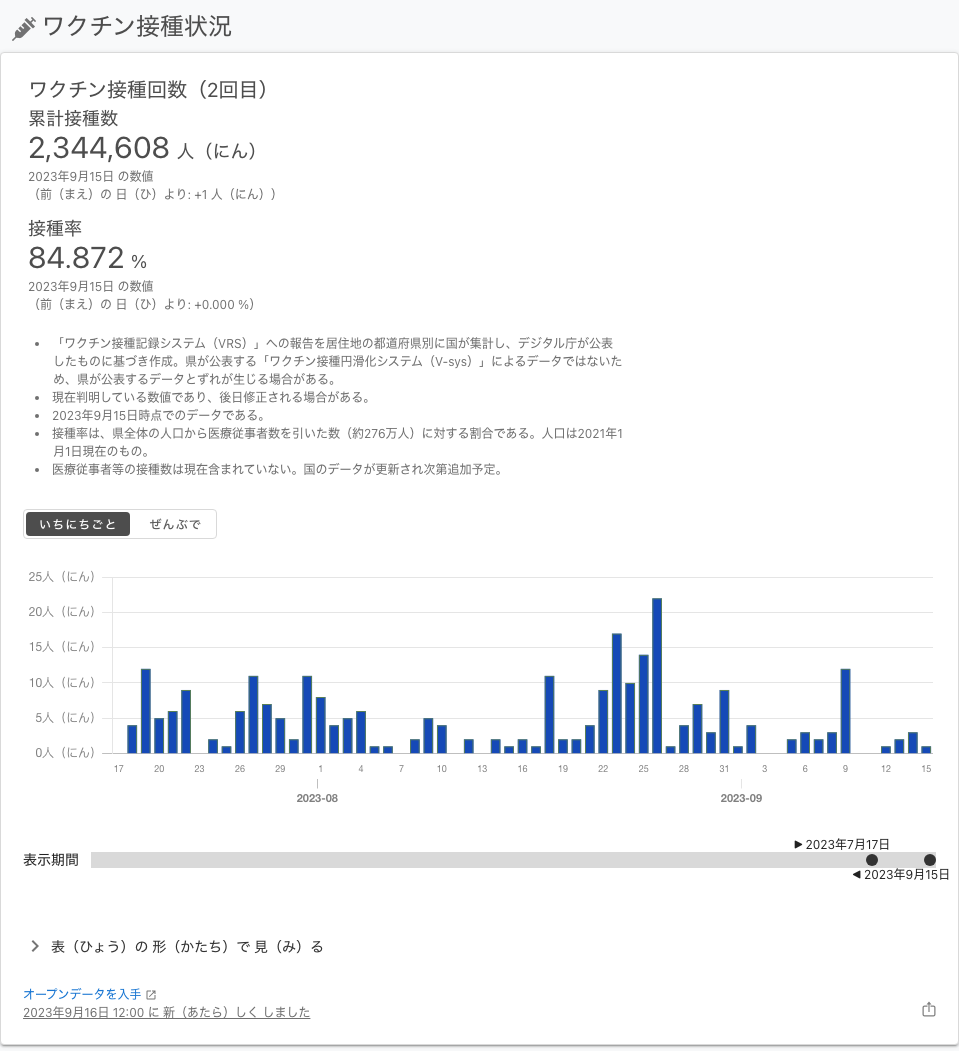 ワクチン接種状況
ワクチン接種回数（2回目）
累計接種数
2,344,608 人（にん）
2023年9月15日 の数値
（前（まえ）の 日（ひ）より: +1 人（にん））
接種率
84.872 %
2023年9月15日 の数値
（前（まえ）の 日（ひ）より: +0.000 %）
• 「ワクチン接種記録システム（VRS）」への報告を居住地の都道府県別に国が集計し、デジタル庁が公表
したものに基づき作成。県が公表する「ワクチン接種円滑化システム（V-sys）」によるデータではないた
め、県が公表するデータとずれが生じる場合がある。
• 現在判明している数値であり、後日修正される場合がある。
• 2023年9月15日時点でのデータである。
• 接種率は、県全体の人口から医療従事者数を引いた数（約276万人）に対する割合である。人口は2021年1
月1日現在のもの。
• 医療従事者等の接種数は現在含まれていない。国のデータが更新され次第追加予定。
いちにちごと ぜんぶで
25人（にん）
20人（にん）
15人（にん）
10人（にん）
5人（にん）
0人（にん）
17 20 23 26 29 1 4 7 10 13 16 19 22 25 28 31 3 6 9 12 15
2023-08 2023-09
▶ 2023年7月17日
表示期間
◀ 2023年9月15日
表（ひょう）の 形（かたち）で 見（み）る
オープンデータを入手
2023年9月16日 12:00 に 新（あたら）しく しました